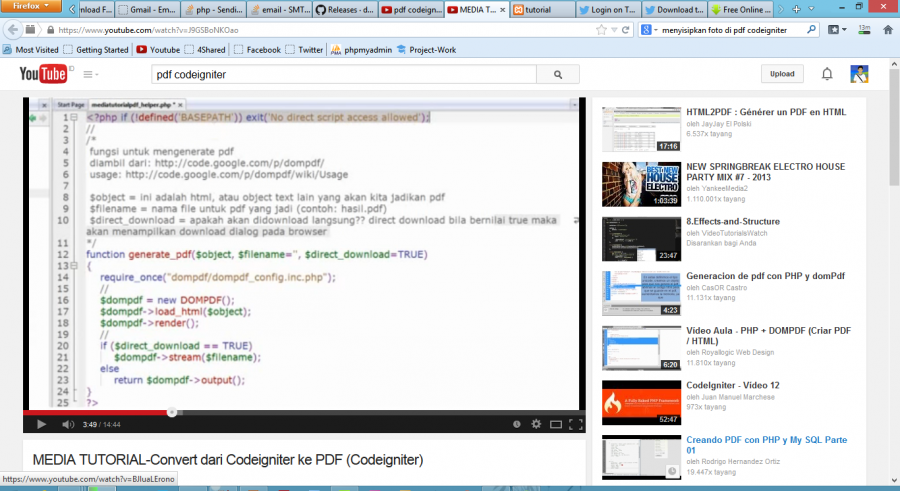 Firefox
nload F...
Gmail - Em...
php - Sendi...
email - SMT...
Releases - d...
pdf codeign...
MEDIA T...
tutorial
Login on T...
Download t...
Free Online ...
https://www.youtube.com/watch?v=J9G5BoNKOao
menyisipkan foto di pdf codeigniter
13m
Most Visited
Getting Started
Youtube
4Shared
Facebook
Twitter
phpmyadmin
Project-Work
YouTube ID
pdf codeigniter
Upload
Start Page
mediatutorialpdf_helper.php *
1 <?php if (!defined('BASEPATH')) exit('No direct script access allowed');
2 //
3 /*
4 fungsi untuk mengenerate pdf
5 diambil dari: http://code.google.com/p/dompdf/
6 usage: http://code.google.com/p/dompdf/wiki/Usage
7
8 $object = ini adalah html, atau object text lain yang akan kita jadikan pdf
9 $filename = nama file untuk pdf yang jadi (contoh: hasil.pdf)
10 $direct_download = apakah akan didownload langsung?? direct download bila bernilai true maka
akan menampilkan download dialog pada browser
11 */
12 function generate_pdf($object, $filename='', $direct_download=TRUE)
13 {
14 require_once("dompdf/dompdf_config.inc.php");
15 //
16 $dompdf = new DOMPDF();
17 $dompdf->load_html($object);
18 $dompdf->render();
19 //
20 if ($direct_download == TRUE)
21 $dompdf->stream($filename);
22 else
23 return $dompdf->output();
24 }
25 ?>
3:49 / 14:44
MEDIA TUTORIAL-Convert dari Codeigniter ke PDF (Codeigniter)
https://www.youtube.com/watch?v=BJIuaLErono
17:16
HTML2PDF : Générer un PDF en HTML
oleh JayJay El Polski
6.537x tayang
BEST OF NEW HOUSE ELECTRO
1:03:39
NEW SPRINGBREAK ELECTRO HOUSE
PARTY MIX #7 - 2013
oleh YankeeMedia2
1.110.001x tayang
23:47
8.Effects-and-Structure
oleh VideoTutorialsWatch
Disarankan bagi Anda
4:23
Generacion de pdf con PHP y domPdf
oleh CasOR Castro
11.131x tayang
6:20
Vídeo Aula - PHP + DOMPDF (Criar PDF
/ HTML)
oleh Royallogic Web Design
11.810x tayang
52:47
CodeIgniter - Video 12
oleh Juan Manuel Marchese
973x tayang
Creando PDF con PHP y My SQL Parte
01
oleh Rodrigo Hernandez Ortiz
19.447x tayang